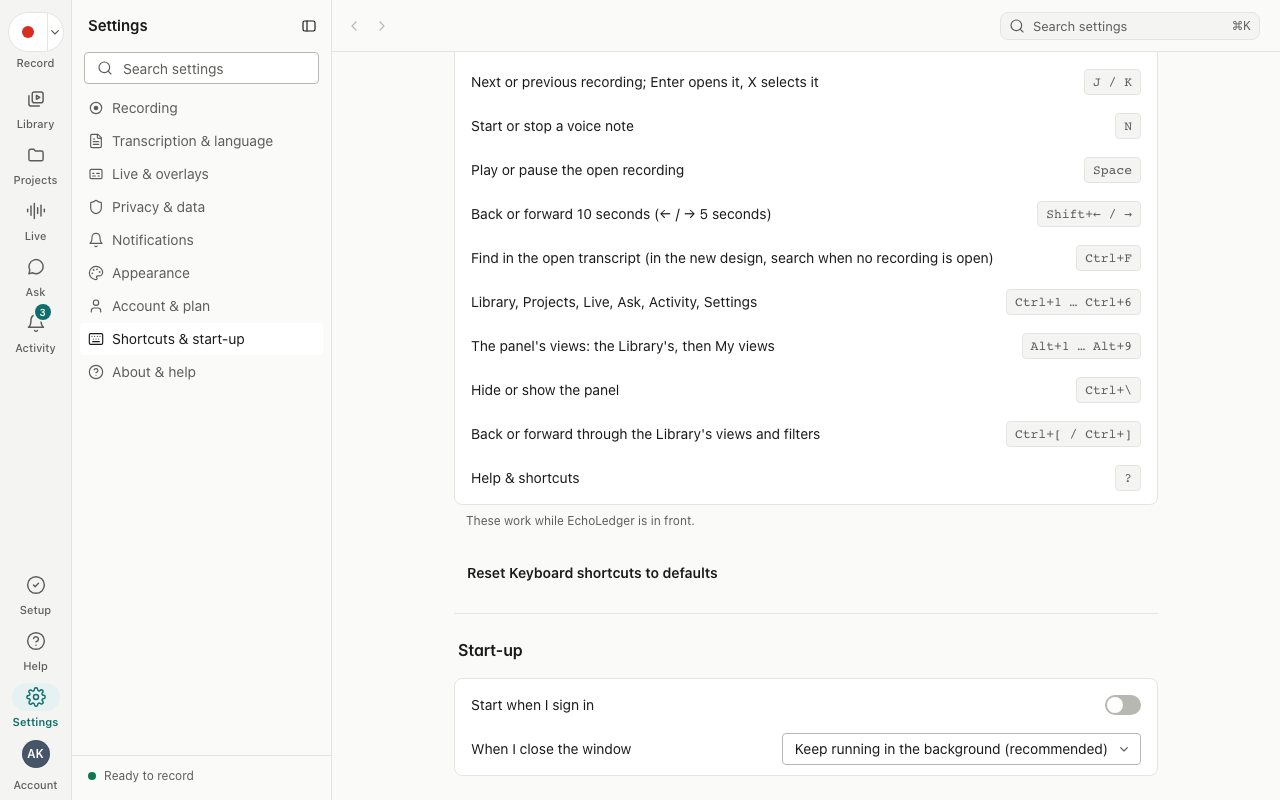 Record
Library
Projects
Live
Ask
3
Activity
Setup
Help
Settings
AK
Account
Settings
Search settings
Recording
Transcription & language
Live & overlays
Privacy & data
Notifications
Appearance
Account & plan
Shortcuts & start-up
About & help
Ready to record
Search settings ⌘K
Next or previous recording; Enter opens it, X selects it J / K
Start or stop a voice note N
Play or pause the open recording Space
Back or forward 10 seconds (← / → 5 seconds) Shift+← / →
Find in the open transcript (in the new design, search when no recording is open) Ctrl+F
Library, Projects, Live, Ask, Activity, Settings Ctrl+1 … Ctrl+6
The panel's views: the Library's, then My views Alt+1 … Alt+9
Hide or show the panel Ctrl+\
Back or forward through the Library's views and filters Ctrl+[ / Ctrl+]
Help & shortcuts ?
These work while EchoLedger is in front.
Reset Keyboard shortcuts to defaults
Start-up
Start when I sign in
When I close the window Keep running in the background (recommended)